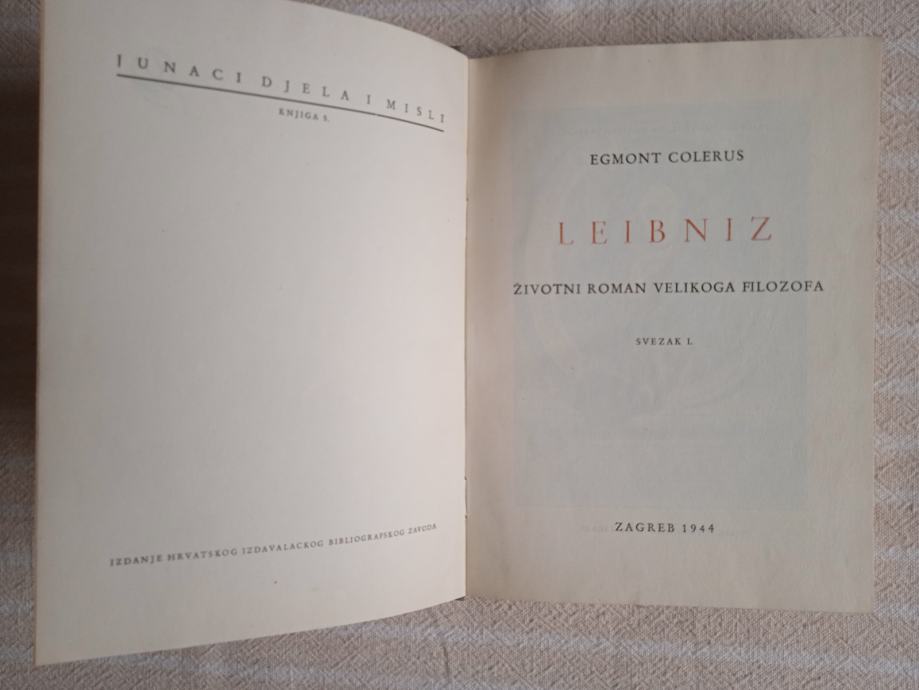 JUNACI DJELA I MISLI
KNJIGA 5.
IZDANJE HRVATSKOG IZDAVALACKOG BIBLIOGRAFSKOG ZAVODA
EGMONT COLERUS
LEIBNIZ
ŽIVOTNI ROMAN VELIKOGA FILOZOFA
SVEZAK I.
ZAGREB 1944